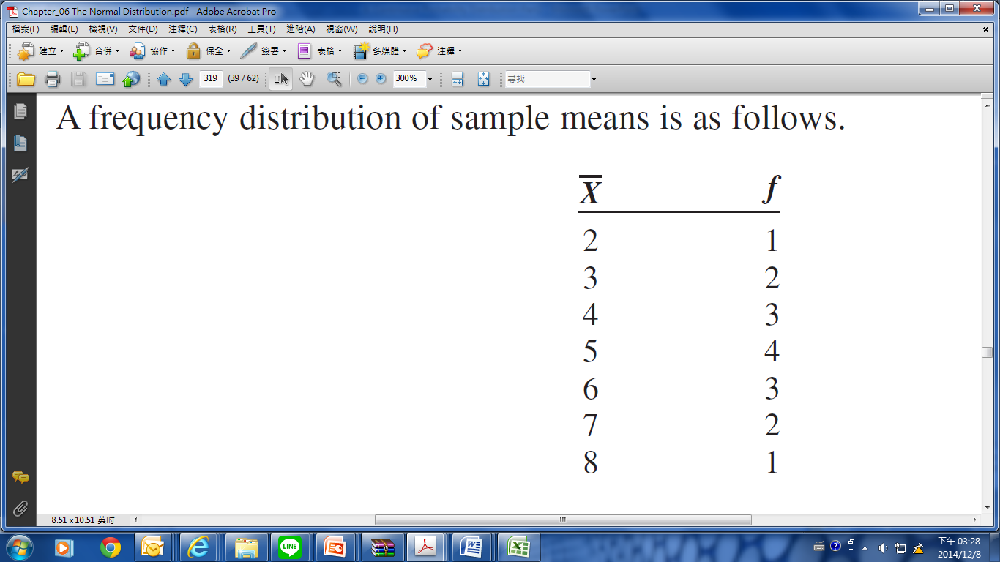 Chapter_06 The Normal Distribution.pdf - Adobe Acrobat Pro
檔案(F) 編輯(E) 檢視(V) 文件(D) 注釋(C) 表格(R) 工具(T) 進階(A) 視窗(W) 說明(H)
建立 合併 協作 保全 簽署 表格 多媒體 注釋
319 (39 / 62) 300% 尋找
A frequency distribution of sample means is as follows.
X̅ f
2 1
3 2
4 3
5 4
6 3
7 2
8 1
8.51 x 10.51 英吋
LINE
下午 03:28
2014/12/8